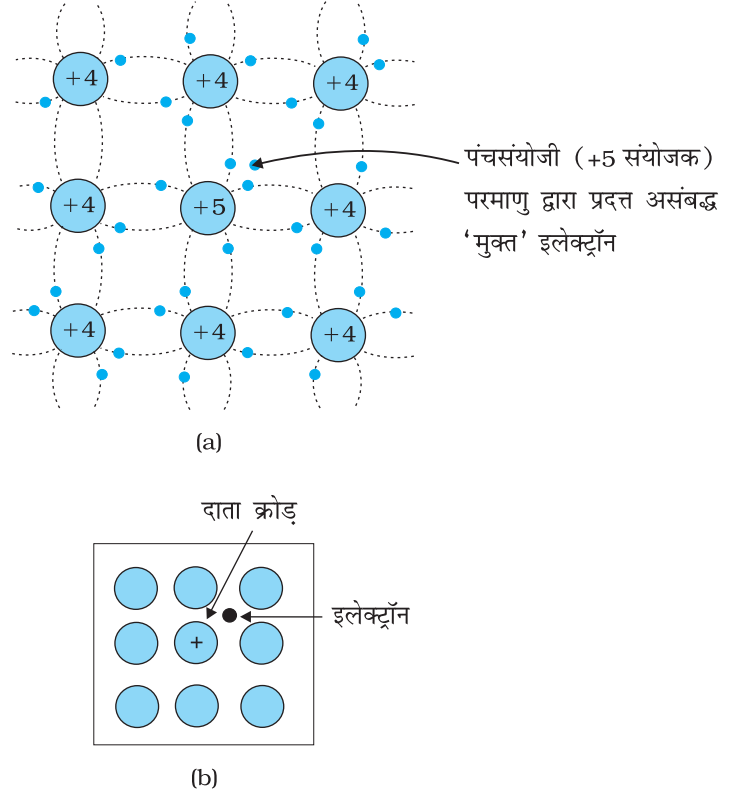 +4 +4 +4
पंचसंयोजी (+5 संयोजक)
परमाणु द्वारा प्रदत्त असंबद्ध
‘मुक्त’ इलेक्ट्रॉन
+4 +5 +4
+4 +4 +4
(a)
दाता क्रोड़
इलेक्ट्रॉन
+
(b)